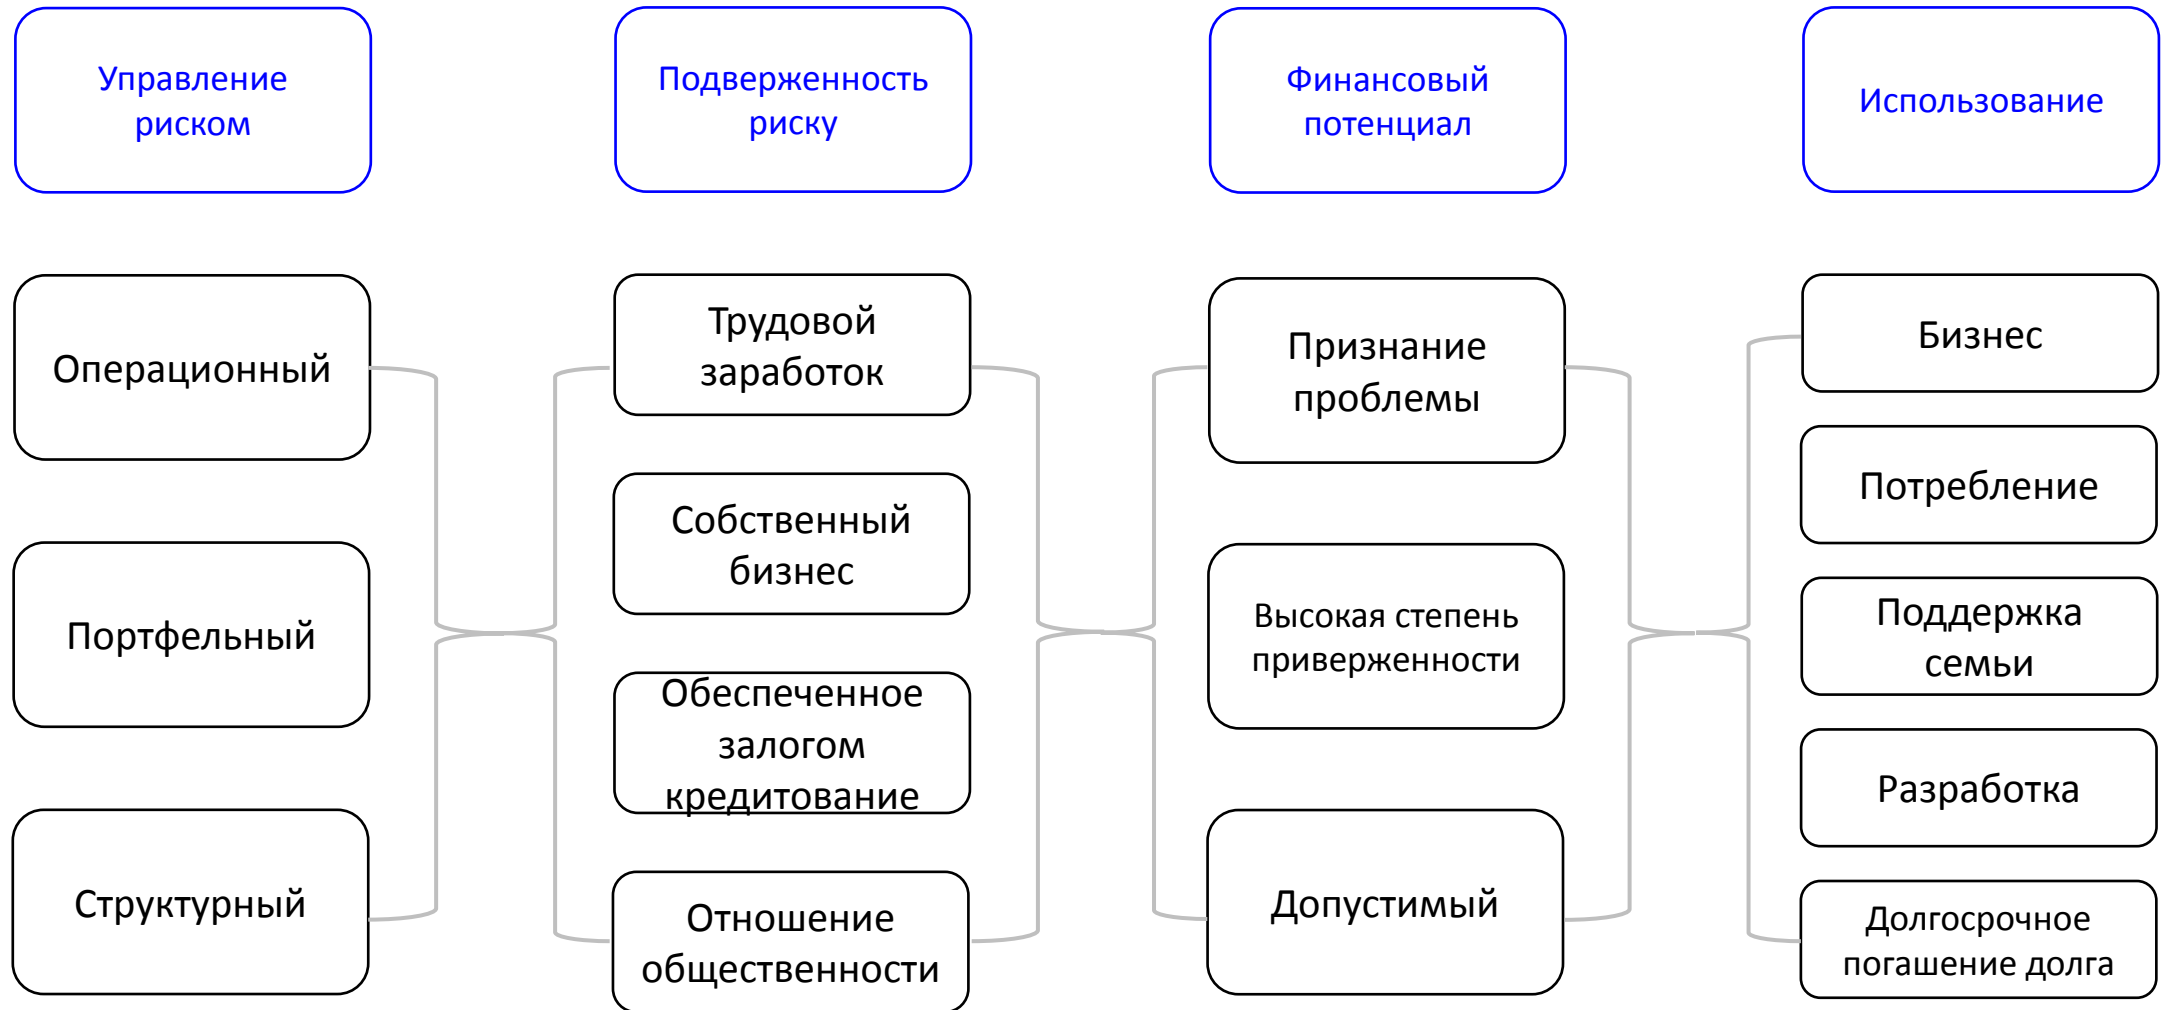 Управление
риском
Подверженность
риску
Финансовый
потенциал
Использование
Операционный
Портфельный
Структурный
Трудовой
заработок
Собственный
бизнес
Обеспеченное
залогом
кредитование
Отношение
общественности
Признание
проблемы
Высокая степень
приверженности
Допустимый
Бизнес
Потребление
Поддержка
семьи
Разработка
Долгосрочное
погашение долга